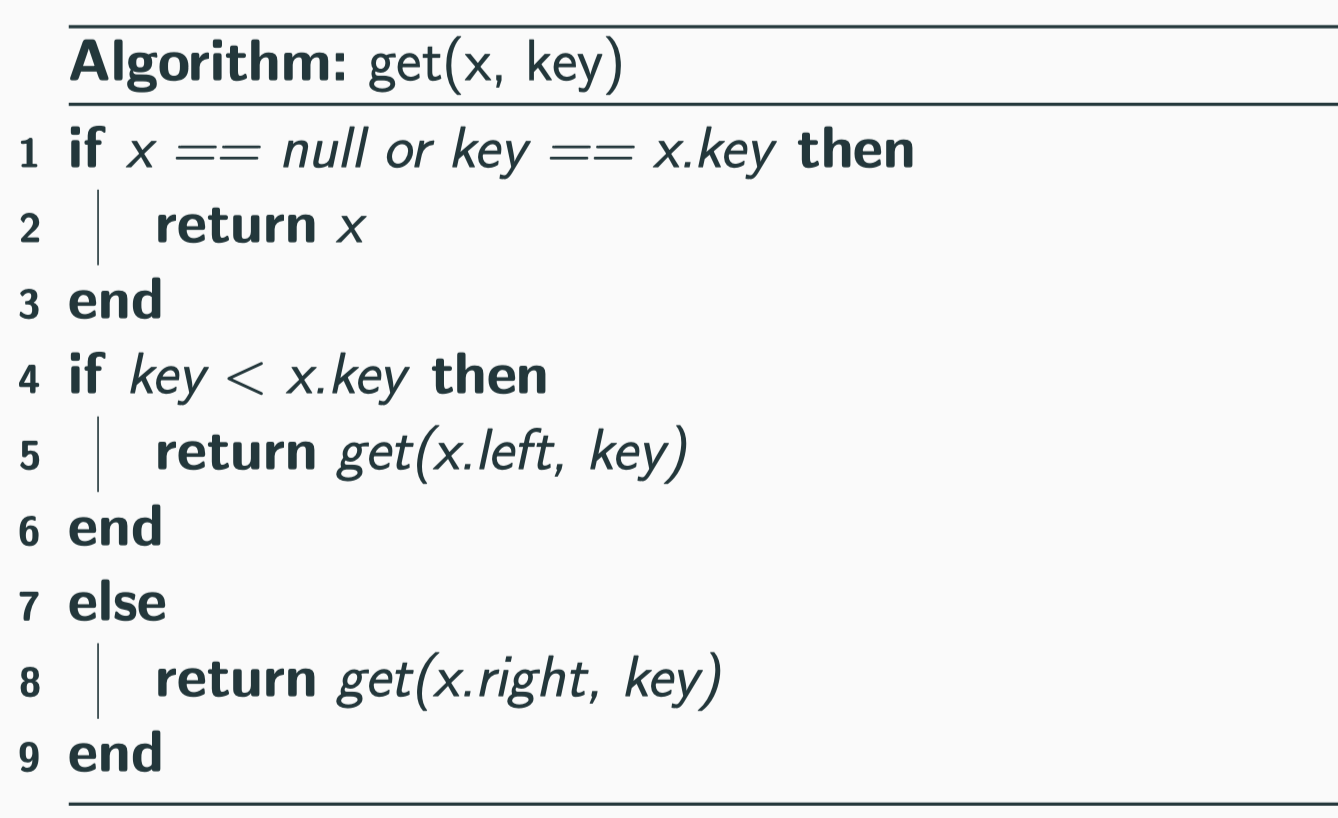 Algorithm: get(x, key)
1 if x == null or key == x.key then
2 return x
3 end
4 if key < x.key then
5 return get(x.left, key)
6 end
7 else
8 return get(x.right, key)
9 end